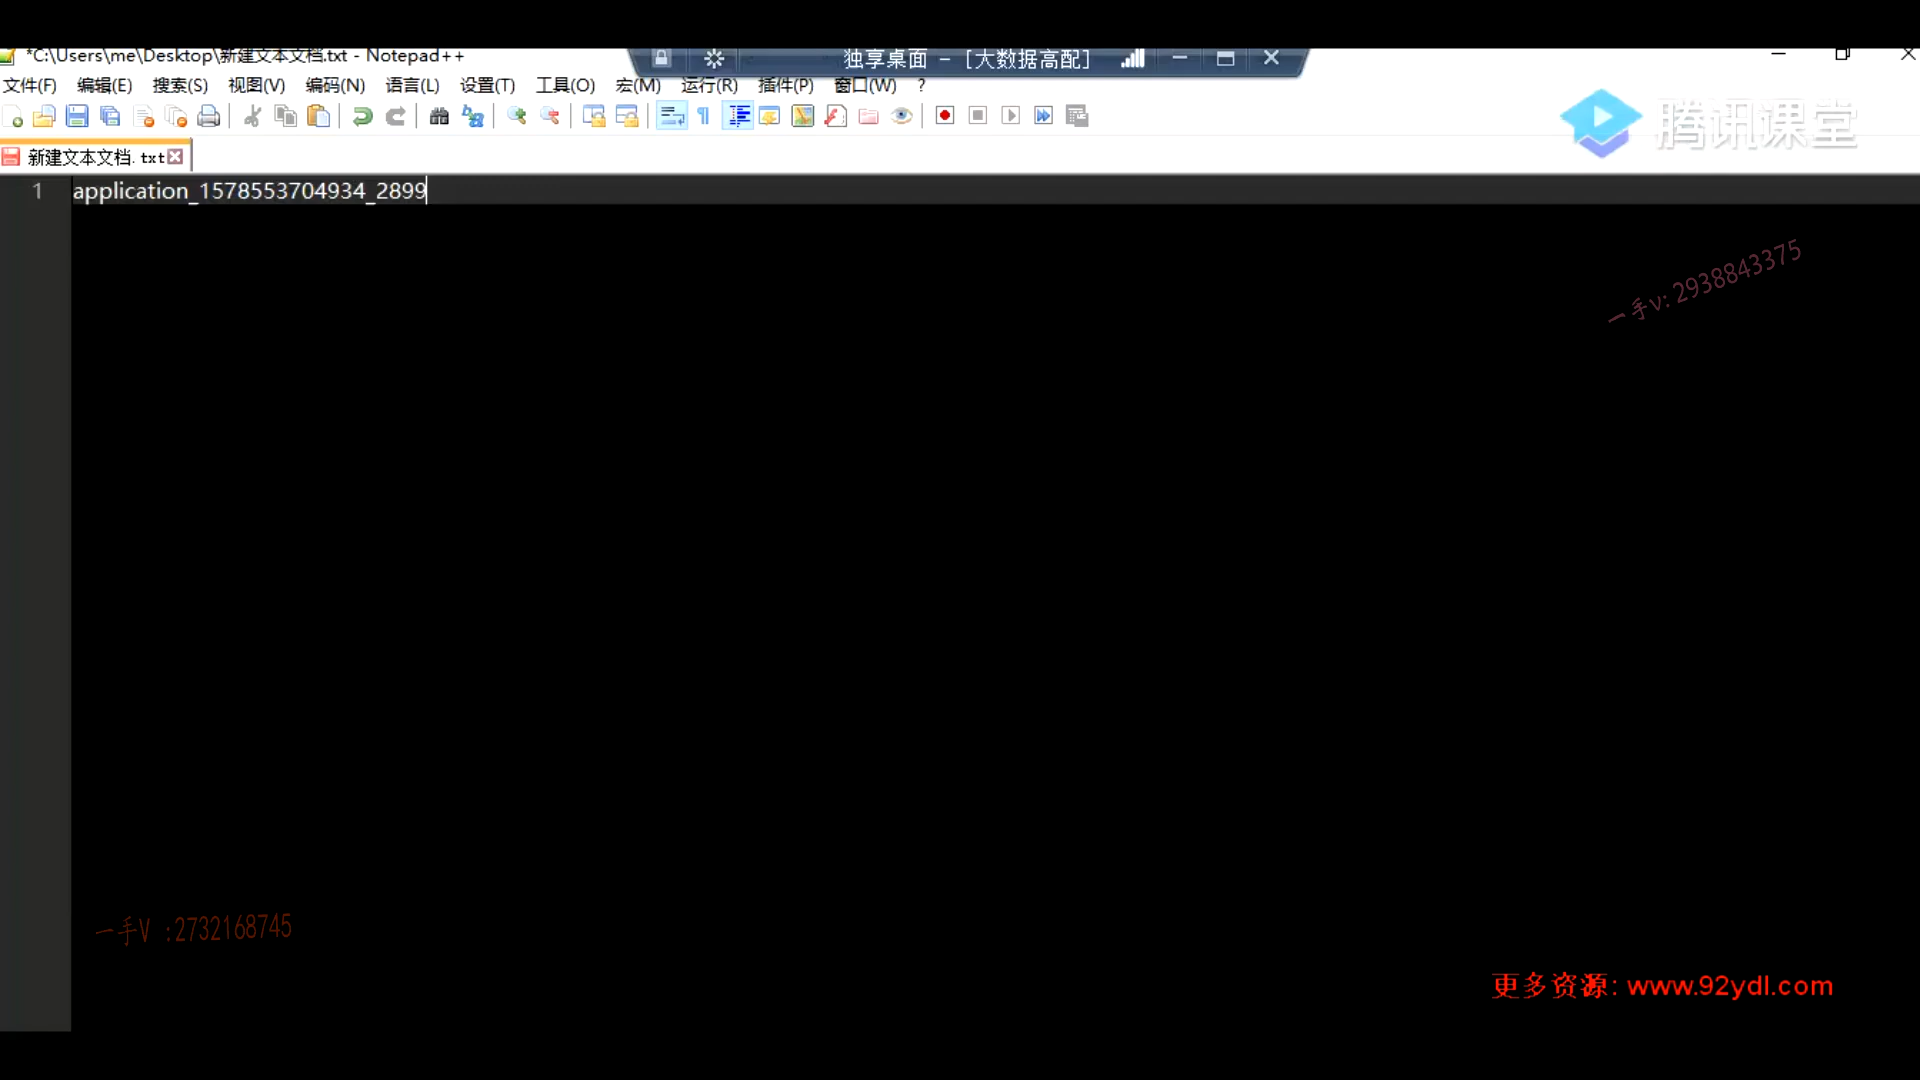 *C:\Users\me\Desktop\新建文本文档.txt - Notepad++
独享桌面 - [大数据高配]
文件(F) 编辑(E) 搜索(S) 视图(V) 编码(N) 语言(L) 设置(T) 工具(O) 宏(M) 运行(R) 插件(P) 窗口(W) ?
腾讯课堂
新建文本文档.txt
1 application_1578553704934_2899
一手v:2938843375
一手V :2732168745
更多资源: www.92ydl.com